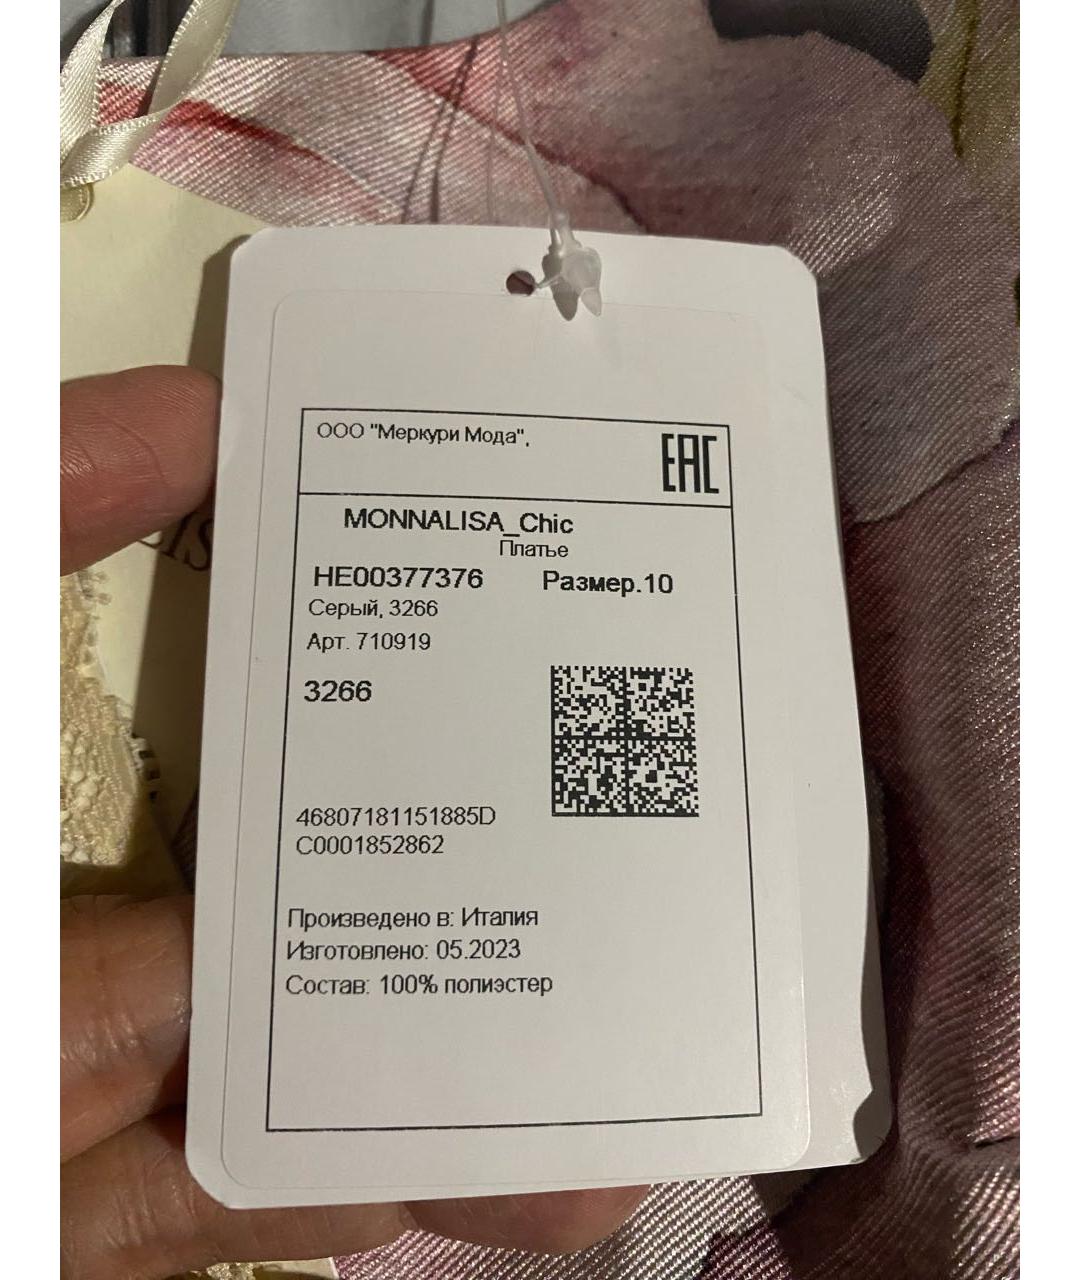 ООО "Меркури Мода",
EAC
MONNALISA_Chic
Платье
HE00377376 Размер.10
Серый, 3266
Арт. 710919
3266
46807181151885D
C0001852862
Произведено в: Италия
Изготовлено: 05.2023
Состав: 100% полиэстер